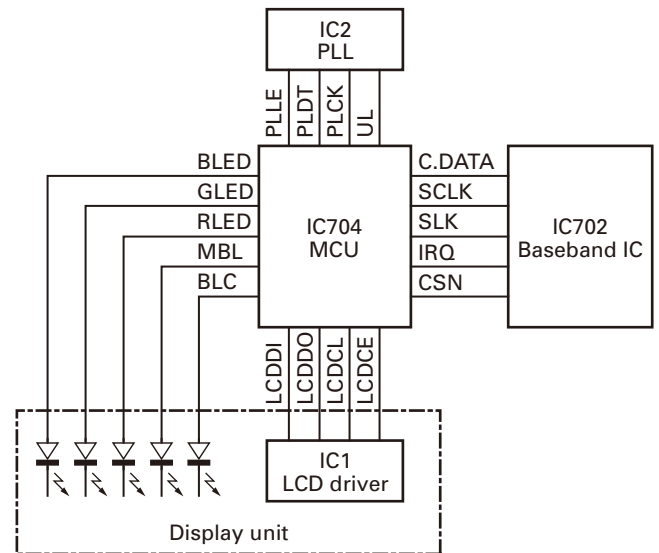 IC2
PLL
PLLE
PLDT
PLCK
UL
BLED
GLED
RLED
MBL
BLC
IC704
MCU
C.DATA
SCLK
SLK
IRQ
CSN
IC702
Baseband IC
LCDDI
LCDDO
LCDCL
LCDCE
IC1
LCD driver
Display unit